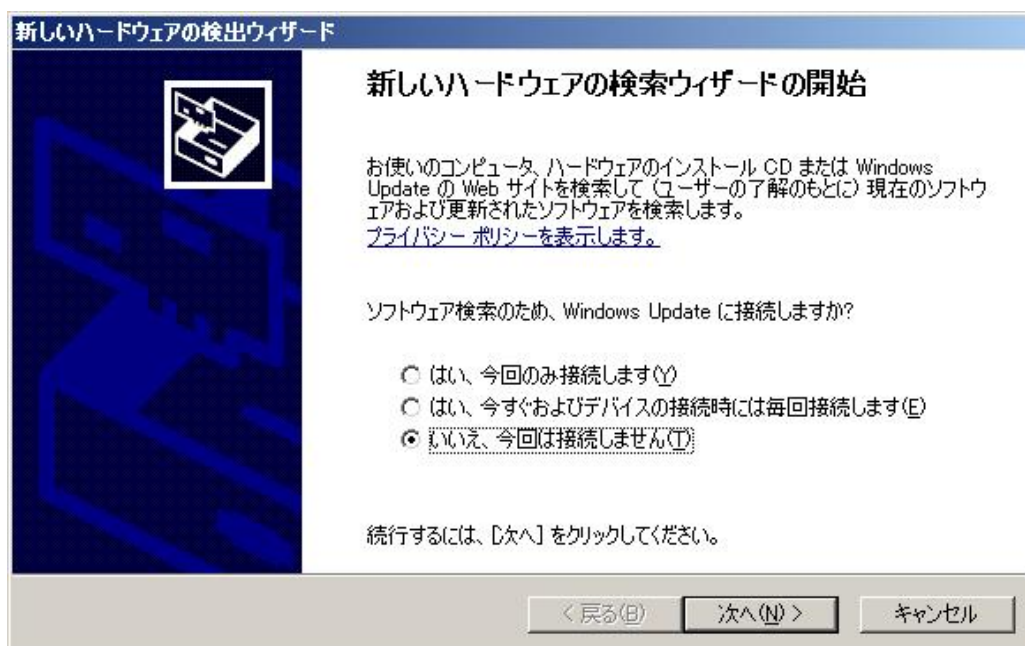 新しいハードウェアの検出ウィザード
新しいハードウェアの検索ウィザードの開始
お使いのコンピュータ、ハードウェアのインストール CD または Windows
Update の Web サイトを検索して (ユーザーの了解のもとに) 現在のソフトウ
ェアおよび更新されたソフトウェアを検索します。
プライバシー ポリシーを表示します。
ソフトウェア検索のため、Windows Update に接続しますか?
はい、今回のみ接続します(Y)
はい、今すぐおよびデバイスの接続時には毎回接続します(E)
いいえ、今回は接続しません(T)
続行するには、[次へ] をクリックしてください。
< 戻る(B)
次へ(N) >
キャンセル